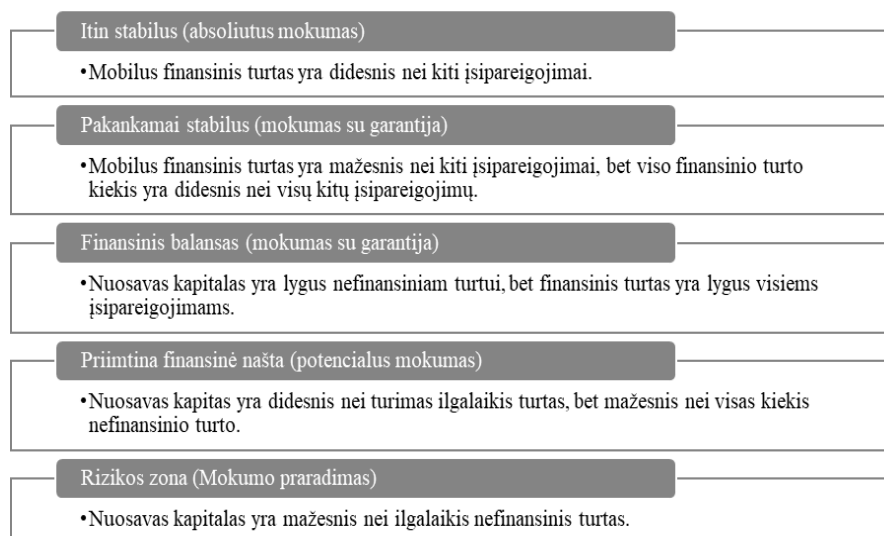 Itin stabilus (absoliutus mokumas)
•Mobilus finansinis turtas yra didesnis nei kiti įsipareigojimai.
Pakankamai stabilus (mokumas su garantija)
•Mobilus finansinis turtas yra mažesnis nei kiti įsipareigojimai, bet viso finansinio turto
kiekis yra didesnis nei visų kitų įsipareigojimų.
Finansinis balansas (mokumas su garantija)
•Nuosavas kapitalas yra lygus nefinansiniam turtui, bet finansinis turtas yra lygus visiems
įsipareigojimams.
Priimtina finansinė našta (potencialus mokumas)
•Nuosavas kapitas yra didesnis nei turimas ilgalaikis turtas, bet mažesnis nei visas kiekis
nefinansinio turto.
Rizikos zona (Mokumo praradimas)
•Nuosavas kapitalas yra mažesnis nei ilgalaikis nefinansinis turtas.